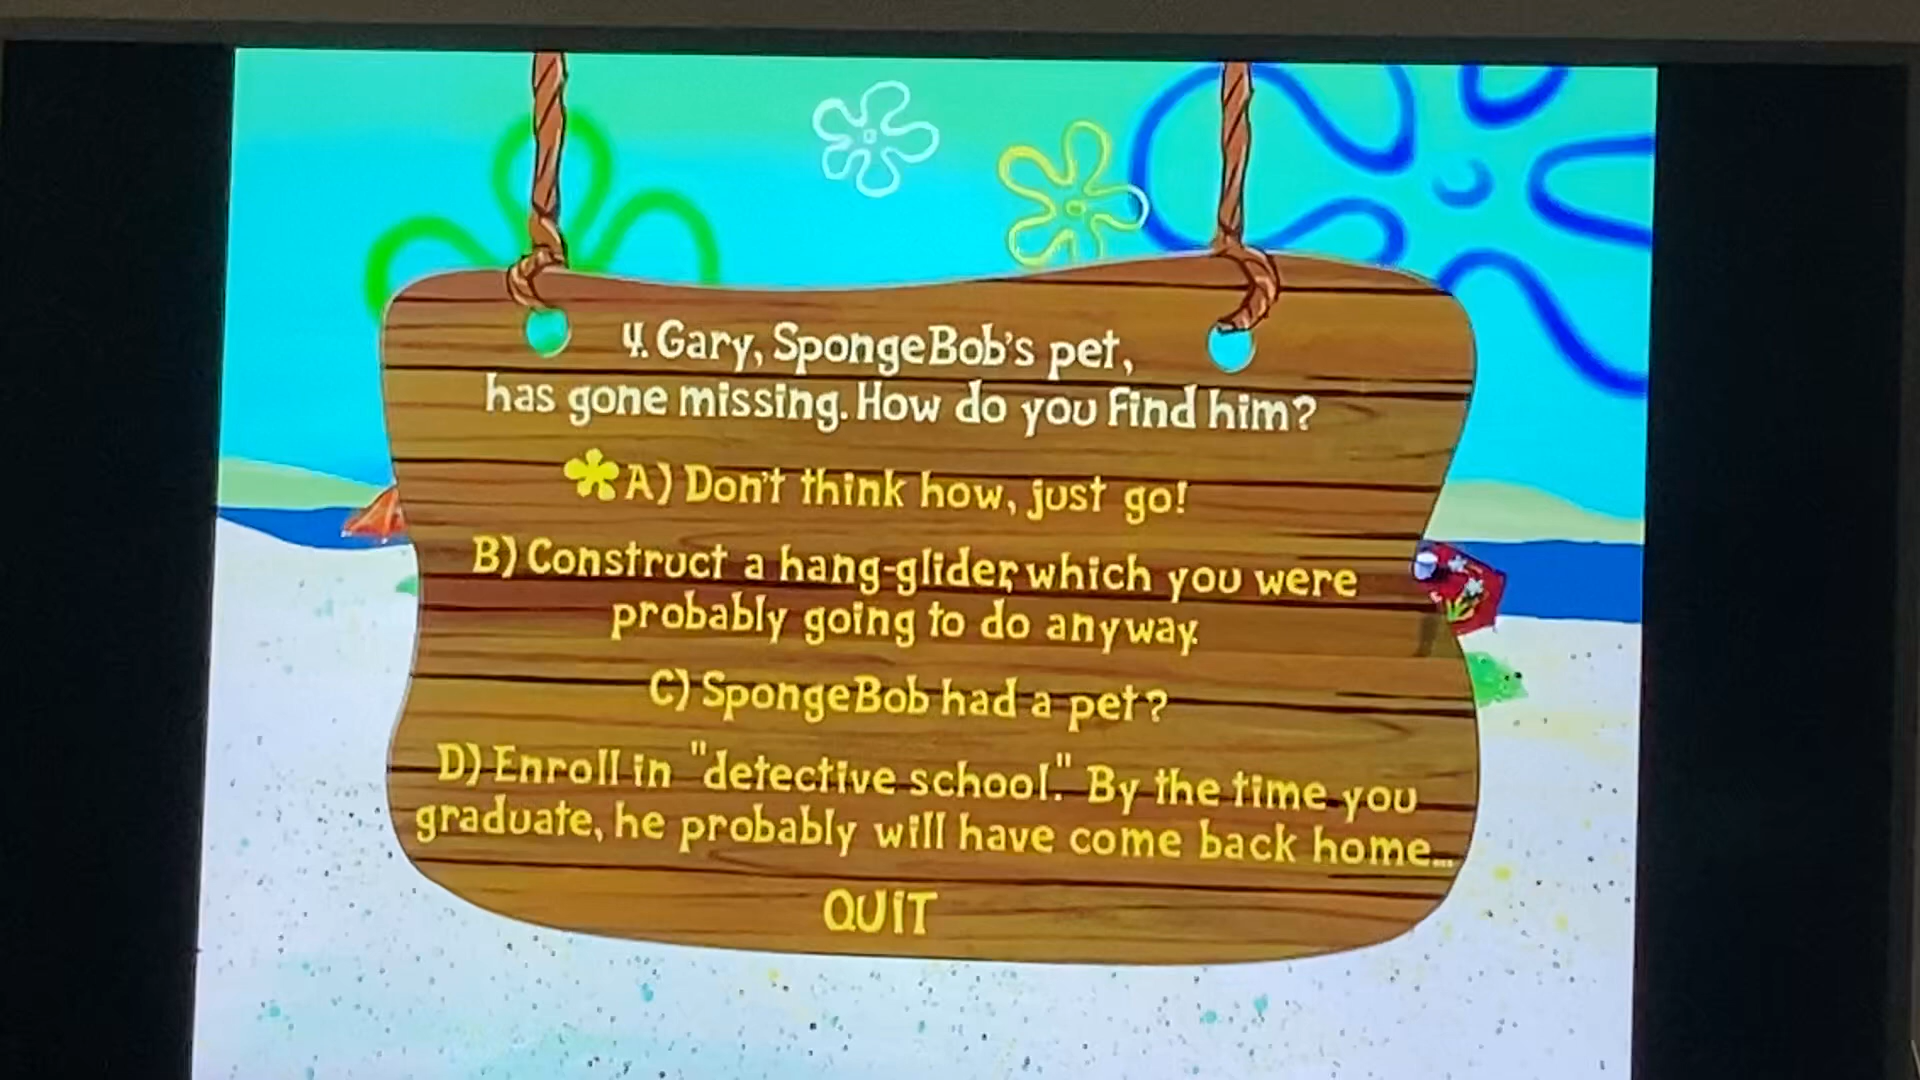 4. Gary, SpongeBob's pet,
has gone missing. How do you find him?
A) Don't think how, just go!
B) Construct a hang-glider, which you were
probably going to do anyway.
C) SpongeBob had a pet?
D) Enroll in "detective school." By the time you
graduate, he probably will have come back home...
QUIT